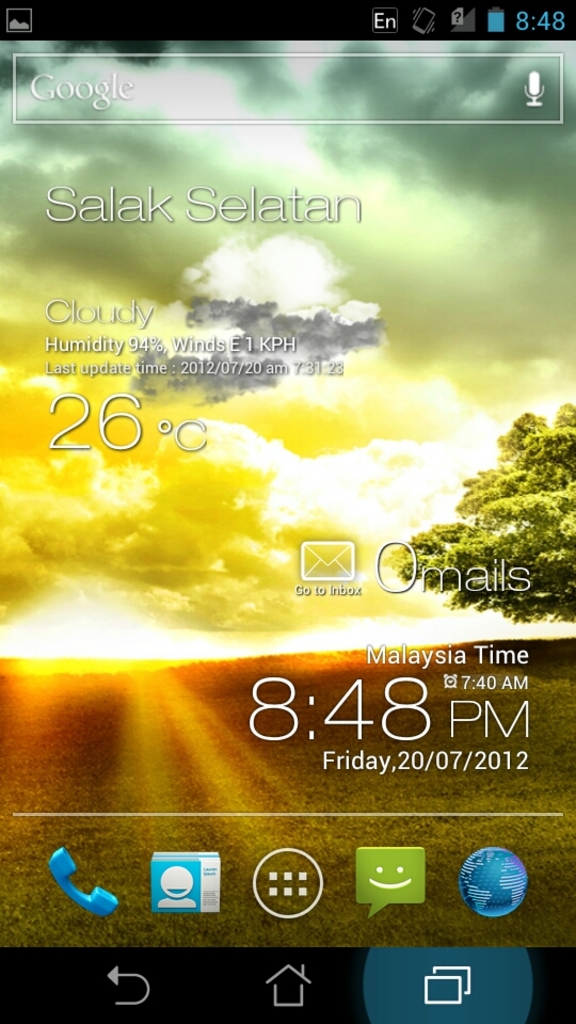 En 8:48
Google
Salak Selatan
Cloudy
Humidity 94%, Winds E 1 KPH
Last update time : 2012/07/20 am 7:31:23
26 °C
0mails
Go to Inbox
Malaysia Time
7:40 AM
8:48 PM
Friday,20/07/2012